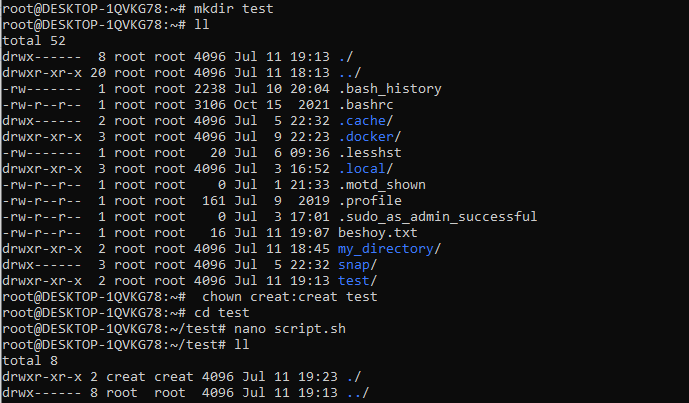 root@DESKTOP-1QVKG78:~# mkdir test
root@DESKTOP-1QVKG78:~# ll
total 52
drwx------  8 root root 4096 Jul 11 19:13 ./
drwxr-xr-x 20 root root 4096 Jul 11 18:13 ../
-rw-------  1 root root 2238 Jul 10 20:04 .bash_history
-rw-r--r--  1 root root 3106 Oct 15  2021 .bashrc
drwx------  2 root root 4096 Jul  5 22:32 .cache/
drwxr-xr-x  3 root root 4096 Jul  9 22:23 .docker/
-rw-------  1 root root   20 Jul  6 09:36 .lesshst
drwxr-xr-x  3 root root 4096 Jul  3 16:52 .local/
-rw-r--r--  1 root root    0 Jul  1 21:33 .motd_shown
-rw-r--r--  1 root root  161 Jul  9  2019 .profile
-rw-r--r--  1 root root    0 Jul  3 17:01 .sudo_as_admin_successful
-rw-r--r--  1 root root   16 Jul 11 19:07 beshoy.txt
drwxr-xr-x  2 root root 4096 Jul 11 18:45 my_directory/
drwx------  3 root root 4096 Jul  5 22:32 snap/
drwxr-xr-x  2 root root 4096 Jul 11 19:13 test/
root@DESKTOP-1QVKG78:~#  chown creat:creat test
root@DESKTOP-1QVKG78:~# cd test
root@DESKTOP-1QVKG78:~/test# nano script.sh
root@DESKTOP-1QVKG78:~/test# ll
total 8
drwxr-xr-x 2 creat creat 4096 Jul 11 19:23 ./
drwx------ 8 root  root  4096 Jul 11 19:13 ../